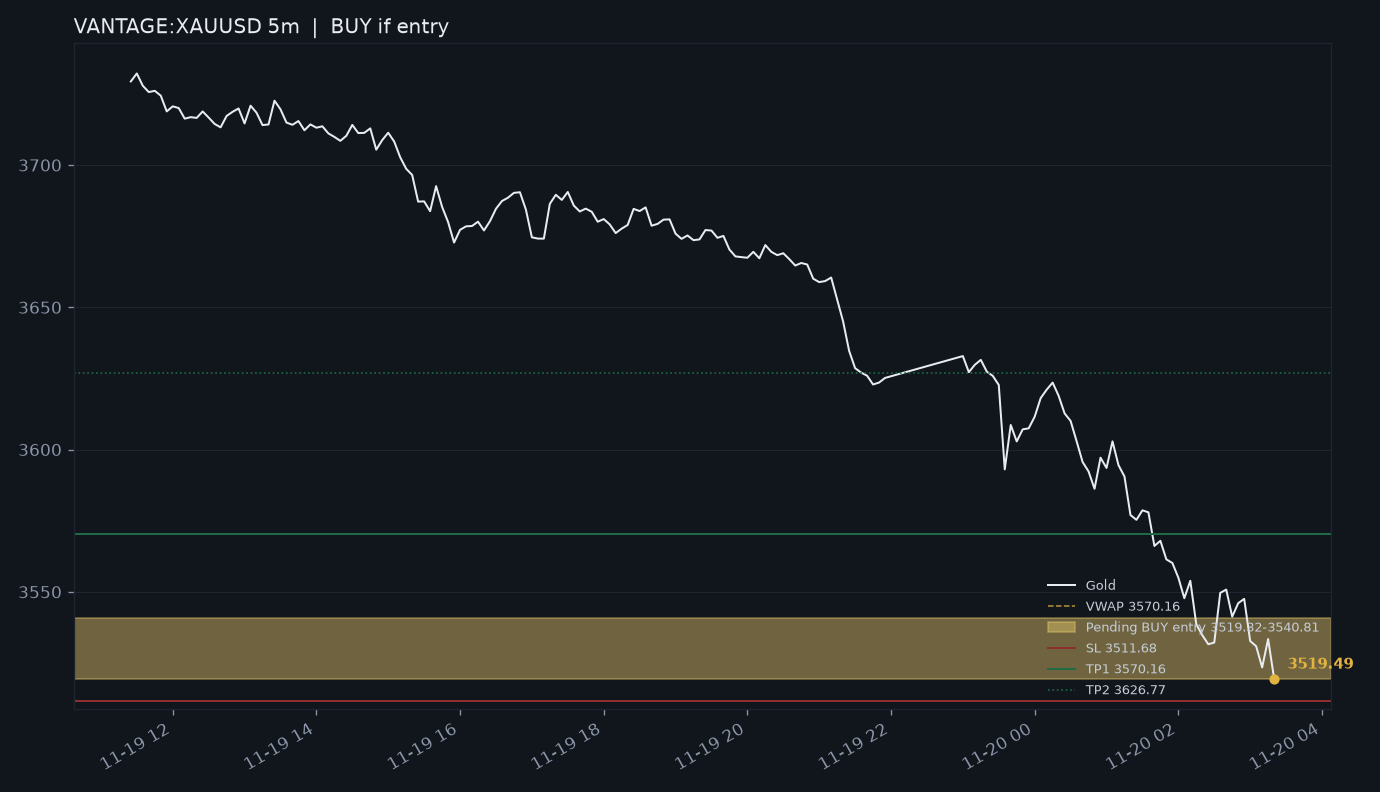 VANTAGE:XAUUSD 5m | BUY if entry
3700
3650
3600
3550
Gold
VWAP 3570.16
Pending BUY entry 3519.82-3540.81
SL 3511.68
TP1 3570.16
TP2 3626.77
3519.49
11-19 12
11-19 14
11-19 16
11-19 18
11-19 20
11-19 22
11-20 00
11-20 02
11-20 04